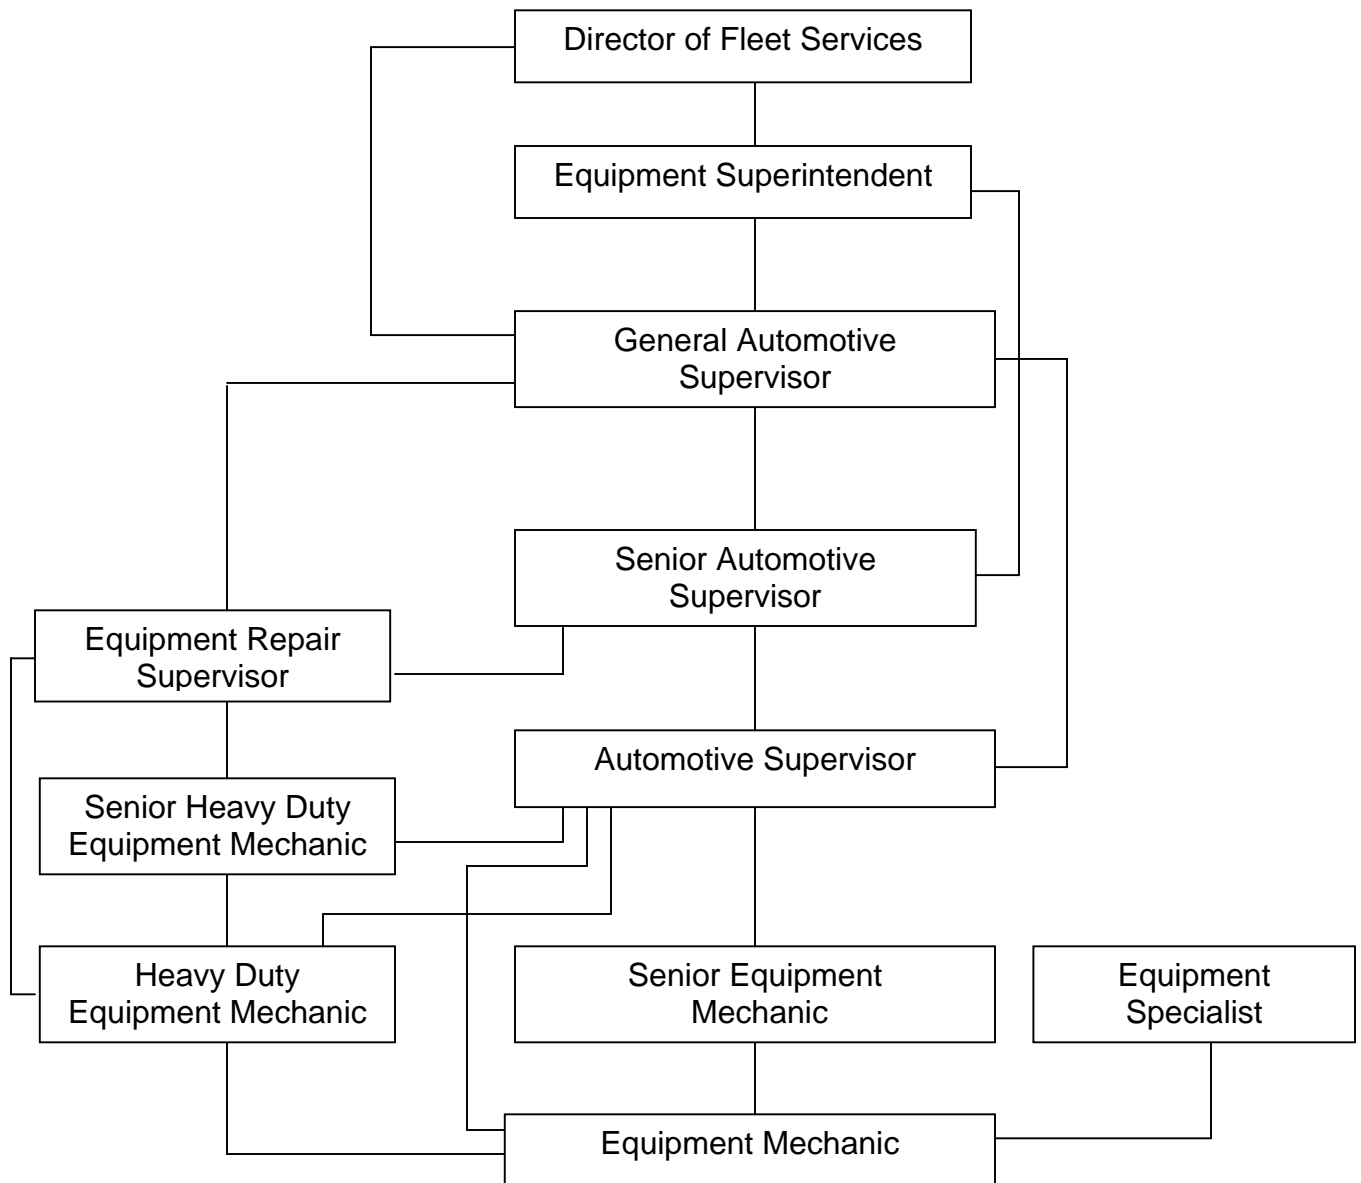 Director of Fleet Services
Equipment Superintendent
General Automotive
Supervisor
Senior Automotive
Supervisor
Equipment Repair
Supervisor
Automotive Supervisor
Senior Heavy Duty
Equipment Mechanic
Heavy Duty
Equipment Mechanic
Senior Equipment
Mechanic
Equipment
Specialist
Equipment Mechanic